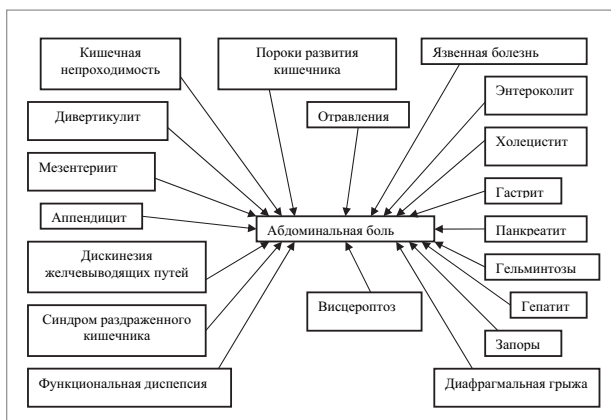 Кишечная
непроходимость
Пороки развития
кишечника
Язвенная болезнь
Энтероколит
Дивертикулит
Отравления
Холецистит
Мезентериит
Гастрит
Аппендицит
Абдоминальная боль
Панкреатит
Дискинезия
желчевыводящих путей
Гельминтозы
Висцероптоз
Гепатит
Синдром раздраженного
кишечника
Запоры
Функциональная диспепсия
Диафрагмальная грыжа